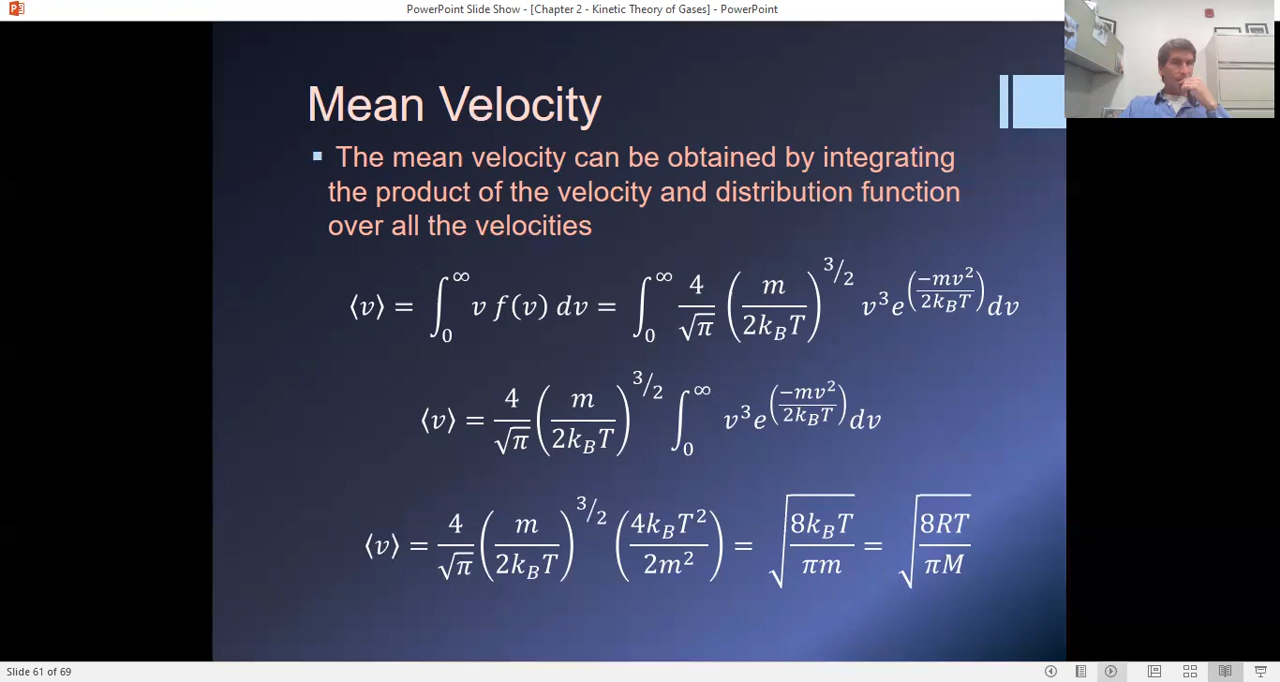 PowerPoint Slide Show - [Chapter 2 - Kinetic Theory of Gases] - PowerPoint
Mean Velocity
▪ The mean velocity can be obtained by integrating
the product of the velocity and distribution function
over all the velocities
⟨v⟩ = ∫₀^∞ v f(v) dv = ∫₀^∞ 4/√π (m/2k_BT)^(3/2) v³e^(−mv²/2k_BT) dv
⟨v⟩ = 4/√π (m/2k_BT)^(3/2) ∫₀^∞ v³e^(−mv²/2k_BT) dv
⟨v⟩ = 4/√π (m/2k_BT)^(3/2) (4k_BT²/2m²) = √(8k_BT/πm) = √(8RT/πM)
Slide 61 of 69